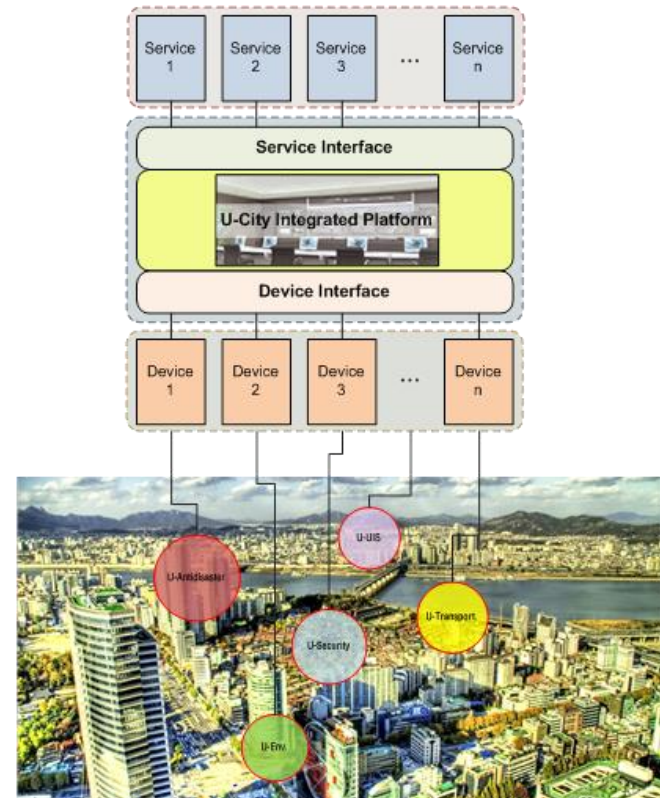 Service
1
Service
2
Service
3
...
Service
n
Service Interface
U-City Integrated Platform
Device Interface
Device
1
Device
2
Device
3
...
Device
n
U-UIS
U-Antidisaster
U-Transport.
U-Security
U-Env.